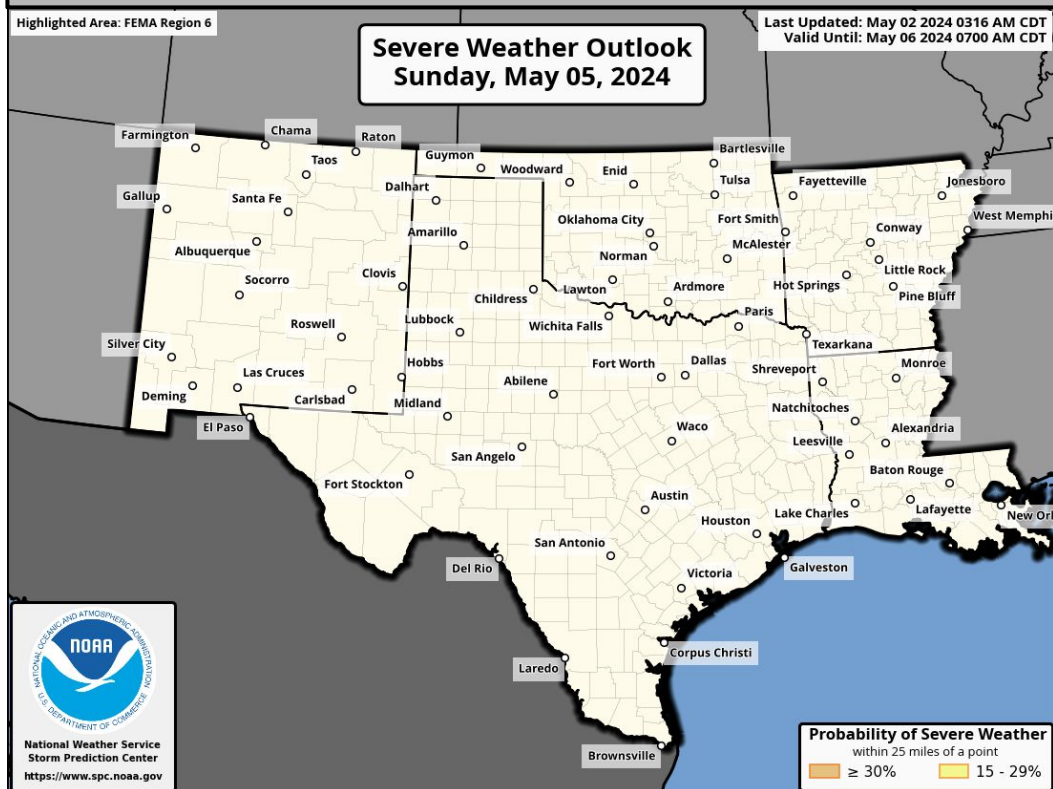 Highlighted Area: FEMA Region 6
Severe Weather Outlook
Sunday, May 05, 2024
Last Updated: May 02 2024 0316 AM CDT
Valid Until: May 06 2024 0700 AM CDT
Farmington
Chama
Raton
Taos
Guymon
Woodward
Enid
Bartlesville
Tulsa
Fayetteville
Jonesboro
Gallup
Santa Fe
Dalhart
Amarillo
Oklahoma City
Fort Smith
Conway
West Memphi
Albuquerque
Norman
McAlester
Socorro
Clovis
Little Rock
Childress
Lawton
Ardmore
Hot Springs
Pine Bluff
Roswell
Lubbock
Wichita Falls
Paris
Silver City
Texarkana
Las Cruces
Hobbs
Fort Worth
Dallas
Shreveport
Monroe
Deming
Carlsbad
Midland
Abilene
Natchitoches
El Paso
San Angelo
Waco
Leesville
Alexandria
Fort Stockton
Baton Rouge
Austin
Houston
Lake Charles
Lafayette
New Orl
Del Rio
San Antonio
Galveston
Victoria
Laredo
Corpus Christi
Brownsville
NATIONAL OCEANIC AND ATMOSPHERIC ADMINISTRATION
NOAA
U.S. DEPARTMENT OF COMMERCE
National Weather Service
Storm Prediction Center
https://www.spc.noaa.gov
Probability of Severe Weather
within 25 miles of a point
≥ 30%
15 - 29%